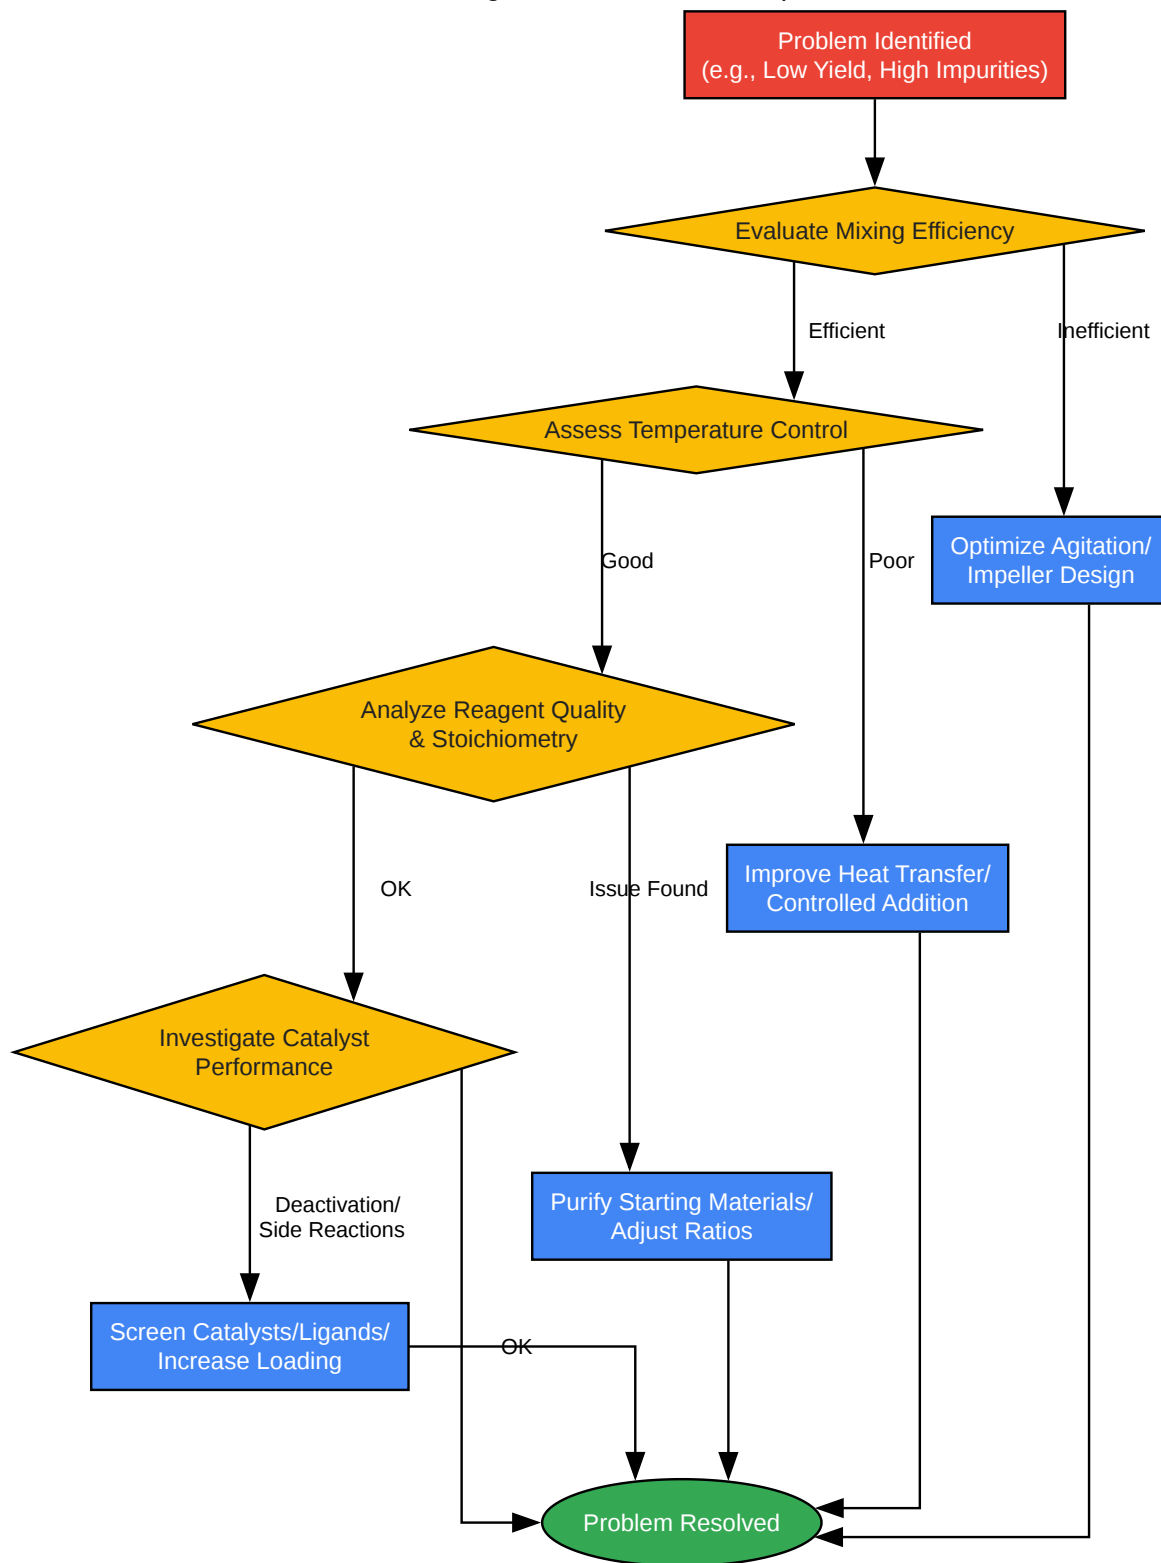 Problem Identified
(e.g., Low Yield, High Impurities)
Evaluate Mixing Efficiency
Efficient
Inefficient
Assess Temperature Control
Good
Poor
Optimize Agitation/
Impeller Design
Analyze Reagent Quality
& Stoichiometry
OK
Issue Found
Improve Heat Transfer/
Controlled Addition
Investigate Catalyst
Performance
Deactivation/
Side Reactions
Purify Starting Materials/
Adjust Ratios
Screen Catalysts/Ligands/
Increase Loading
OK
Problem Resolved